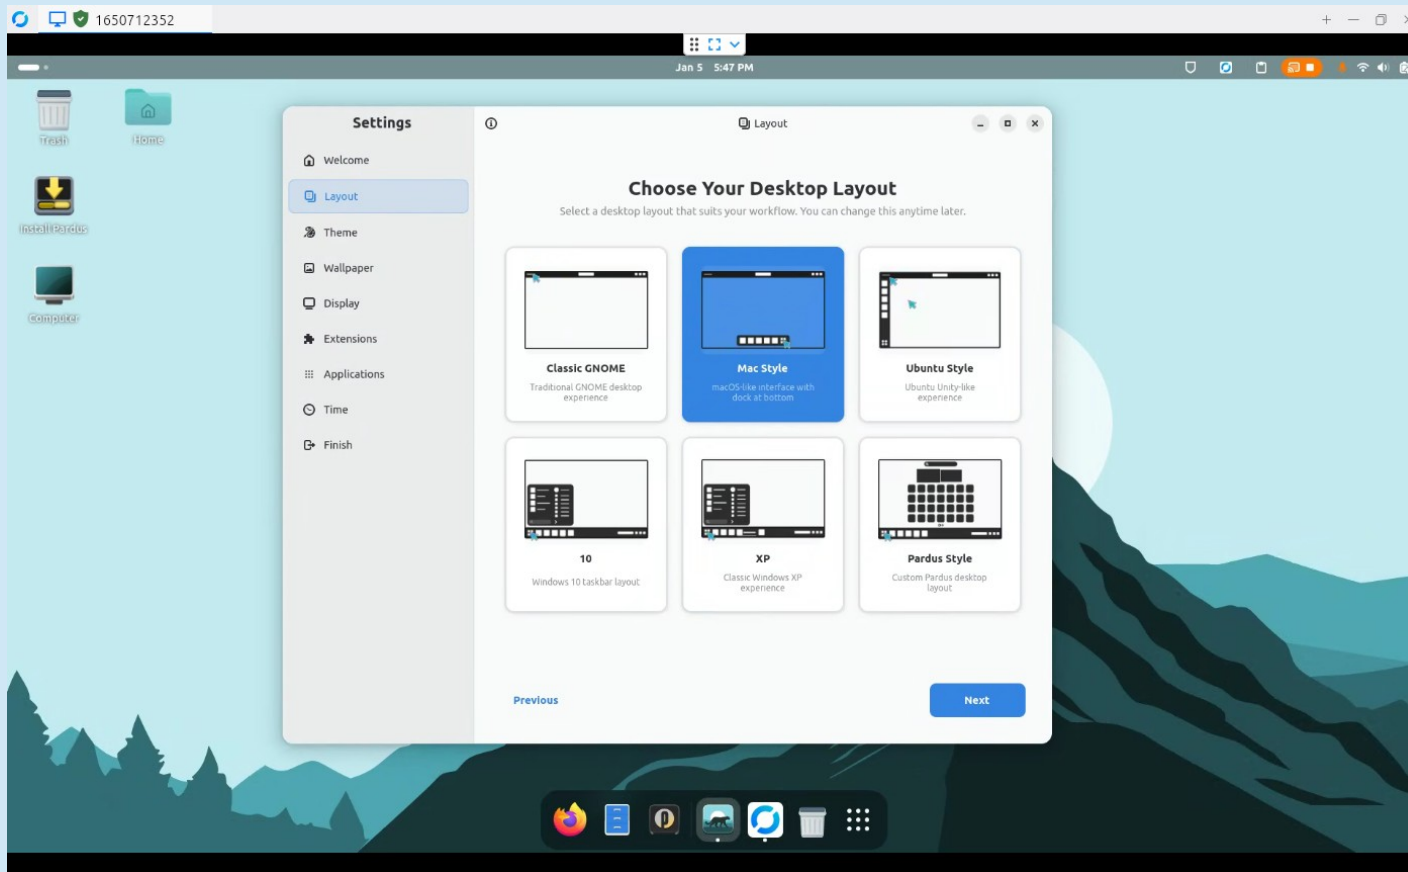 1650712352
Jan 5 5:47 PM
Trash
Home
Install Pardus
Computer
Settings
Welcome
Layout
Theme
Wallpaper
Display
Extensions
Applications
Time
Finish
Layout
Choose Your Desktop Layout
Select a desktop layout that suits your workflow. You can change this anytime later.
Classic GNOME
Traditional GNOME desktop
experience
Mac Style
macOS-like interface with
dock at bottom
Ubuntu Style
Ubuntu Unity-like
experience
10
Windows 10 taskbar layout
XP
Classic Windows XP
experience
Pardus Style
Custom Pardus desktop
layout
Previous
Next